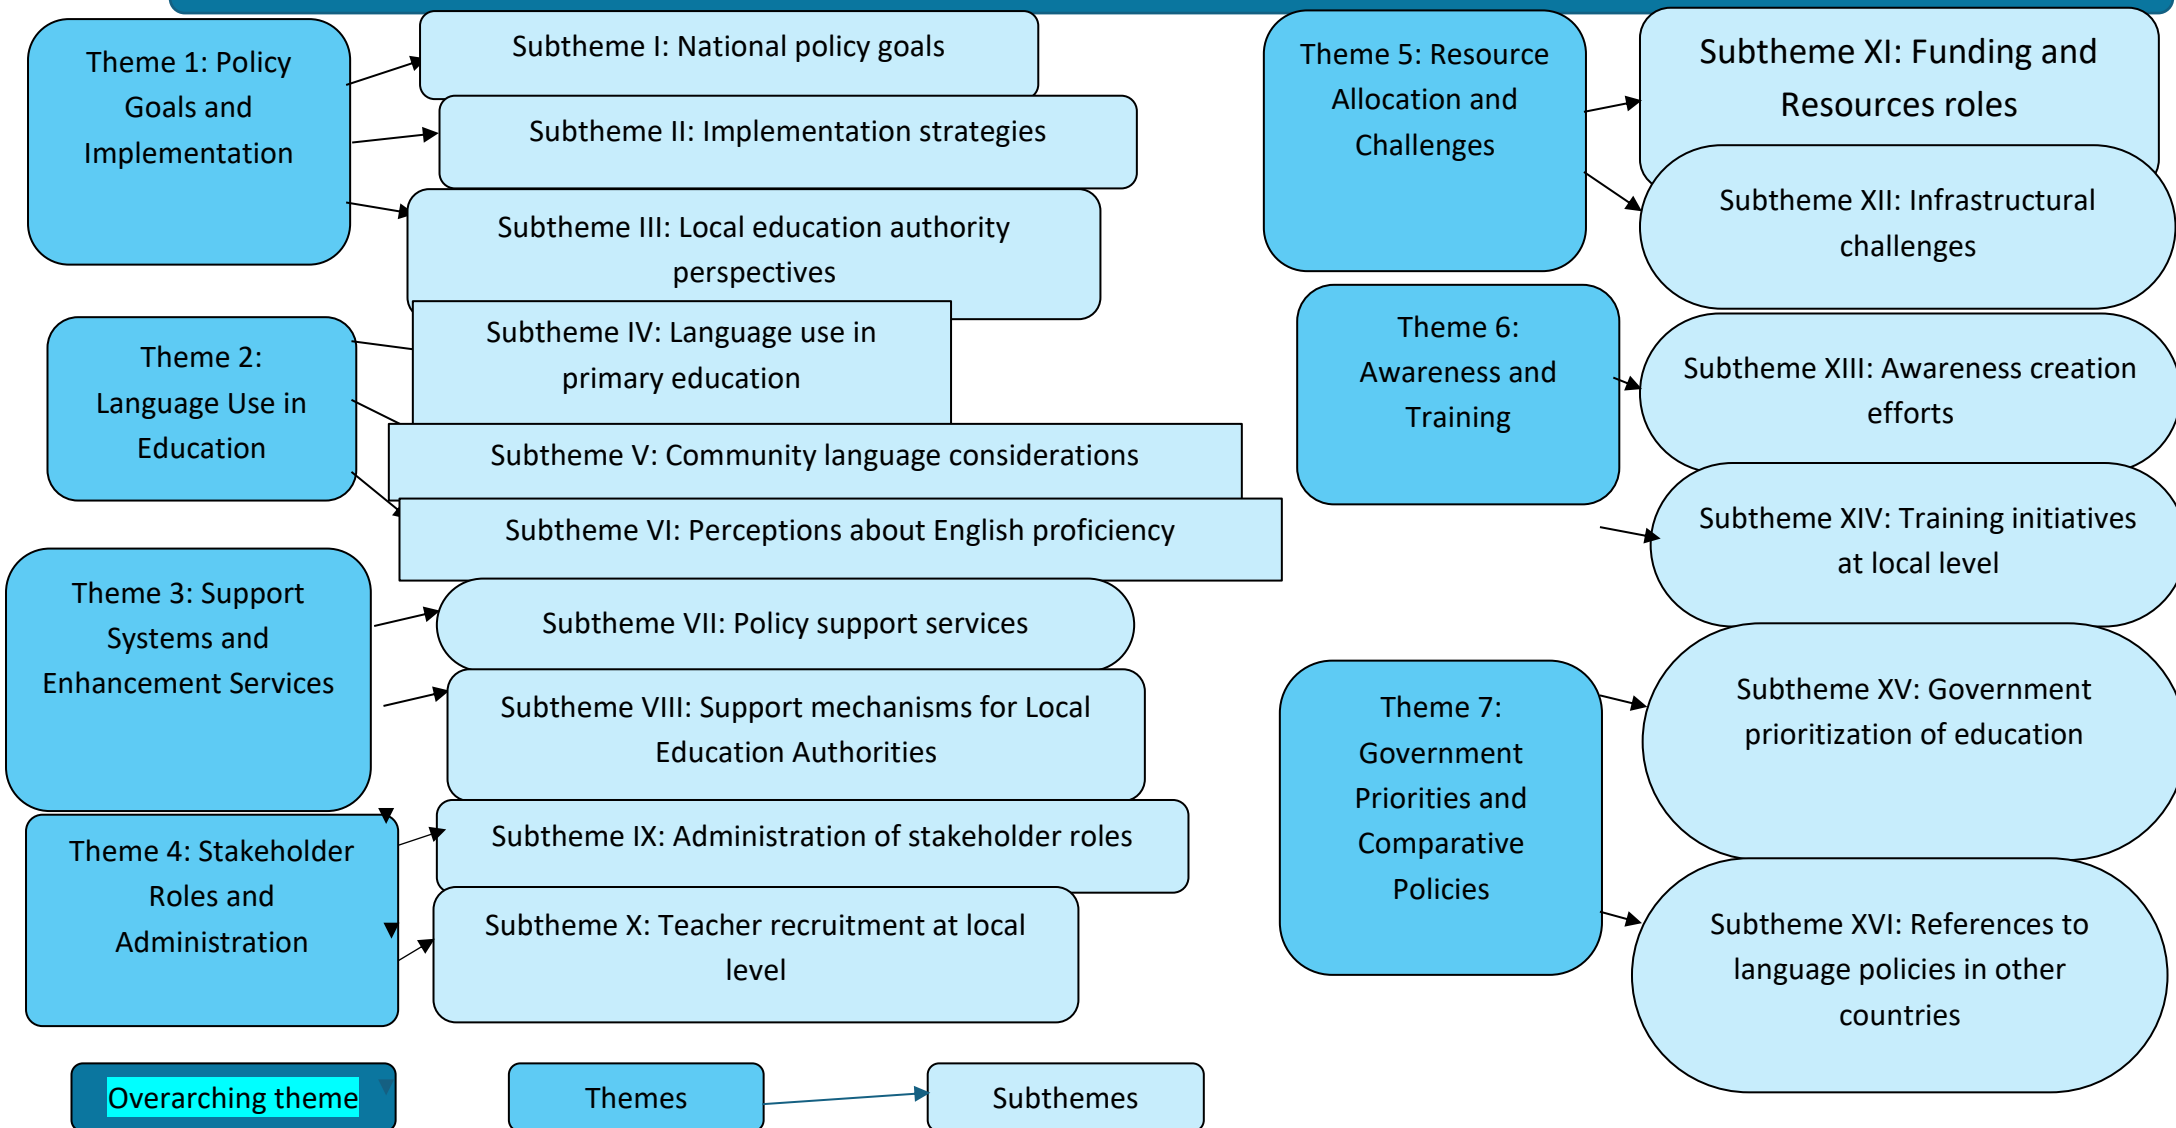 Theme 1: Policy
Goals and
Implementation
Subtheme I: National policy goals
Subtheme II: Implementation strategies
Subtheme III: Local education authority
perspectives
Theme 2:
Language Use in
Education
Subtheme IV: Language use in
primary education
Subtheme V: Community language considerations
Subtheme VI: Perceptions about English proficiency
Theme 3: Support
Systems and
Enhancement Services
Subtheme VII: Policy support services
Subtheme VIII: Support mechanisms for Local
Education Authorities
Theme 4: Stakeholder
Roles and
Administration
Subtheme IX: Administration of stakeholder roles
Subtheme X: Teacher recruitment at local
level
Theme 5: Resource
Allocation and
Challenges
Subtheme XI: Funding and
Resources roles
Subtheme XII: Infrastructural
challenges
Theme 6:
Awareness and
Training
Subtheme XIII: Awareness creation
efforts
Subtheme XIV: Training initiatives
at local level
Theme 7:
Government
Priorities and
Comparative
Policies
Subtheme XV: Government
prioritization of education
Subtheme XVI: References to
language policies in other
countries
Overarching theme
Themes
Subthemes